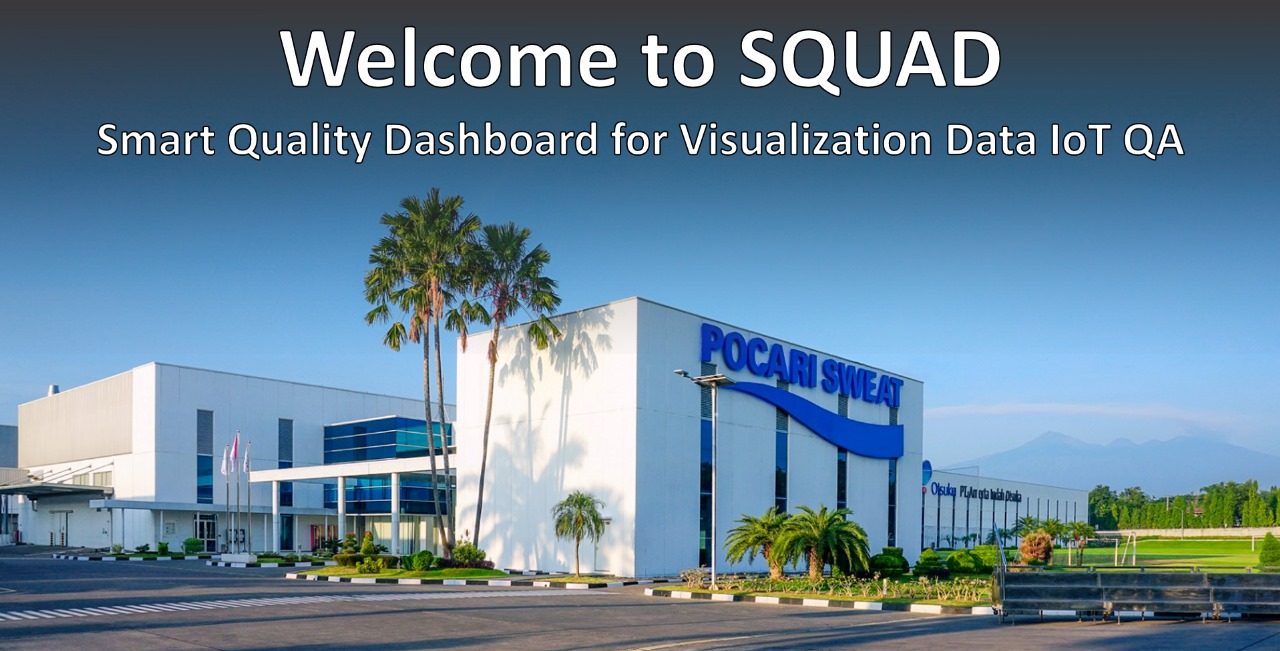 Welcome to SQUAD
Smart Quality Dashboard for Visualization Data IoT QA
POCARI SWEAT
Otsuka